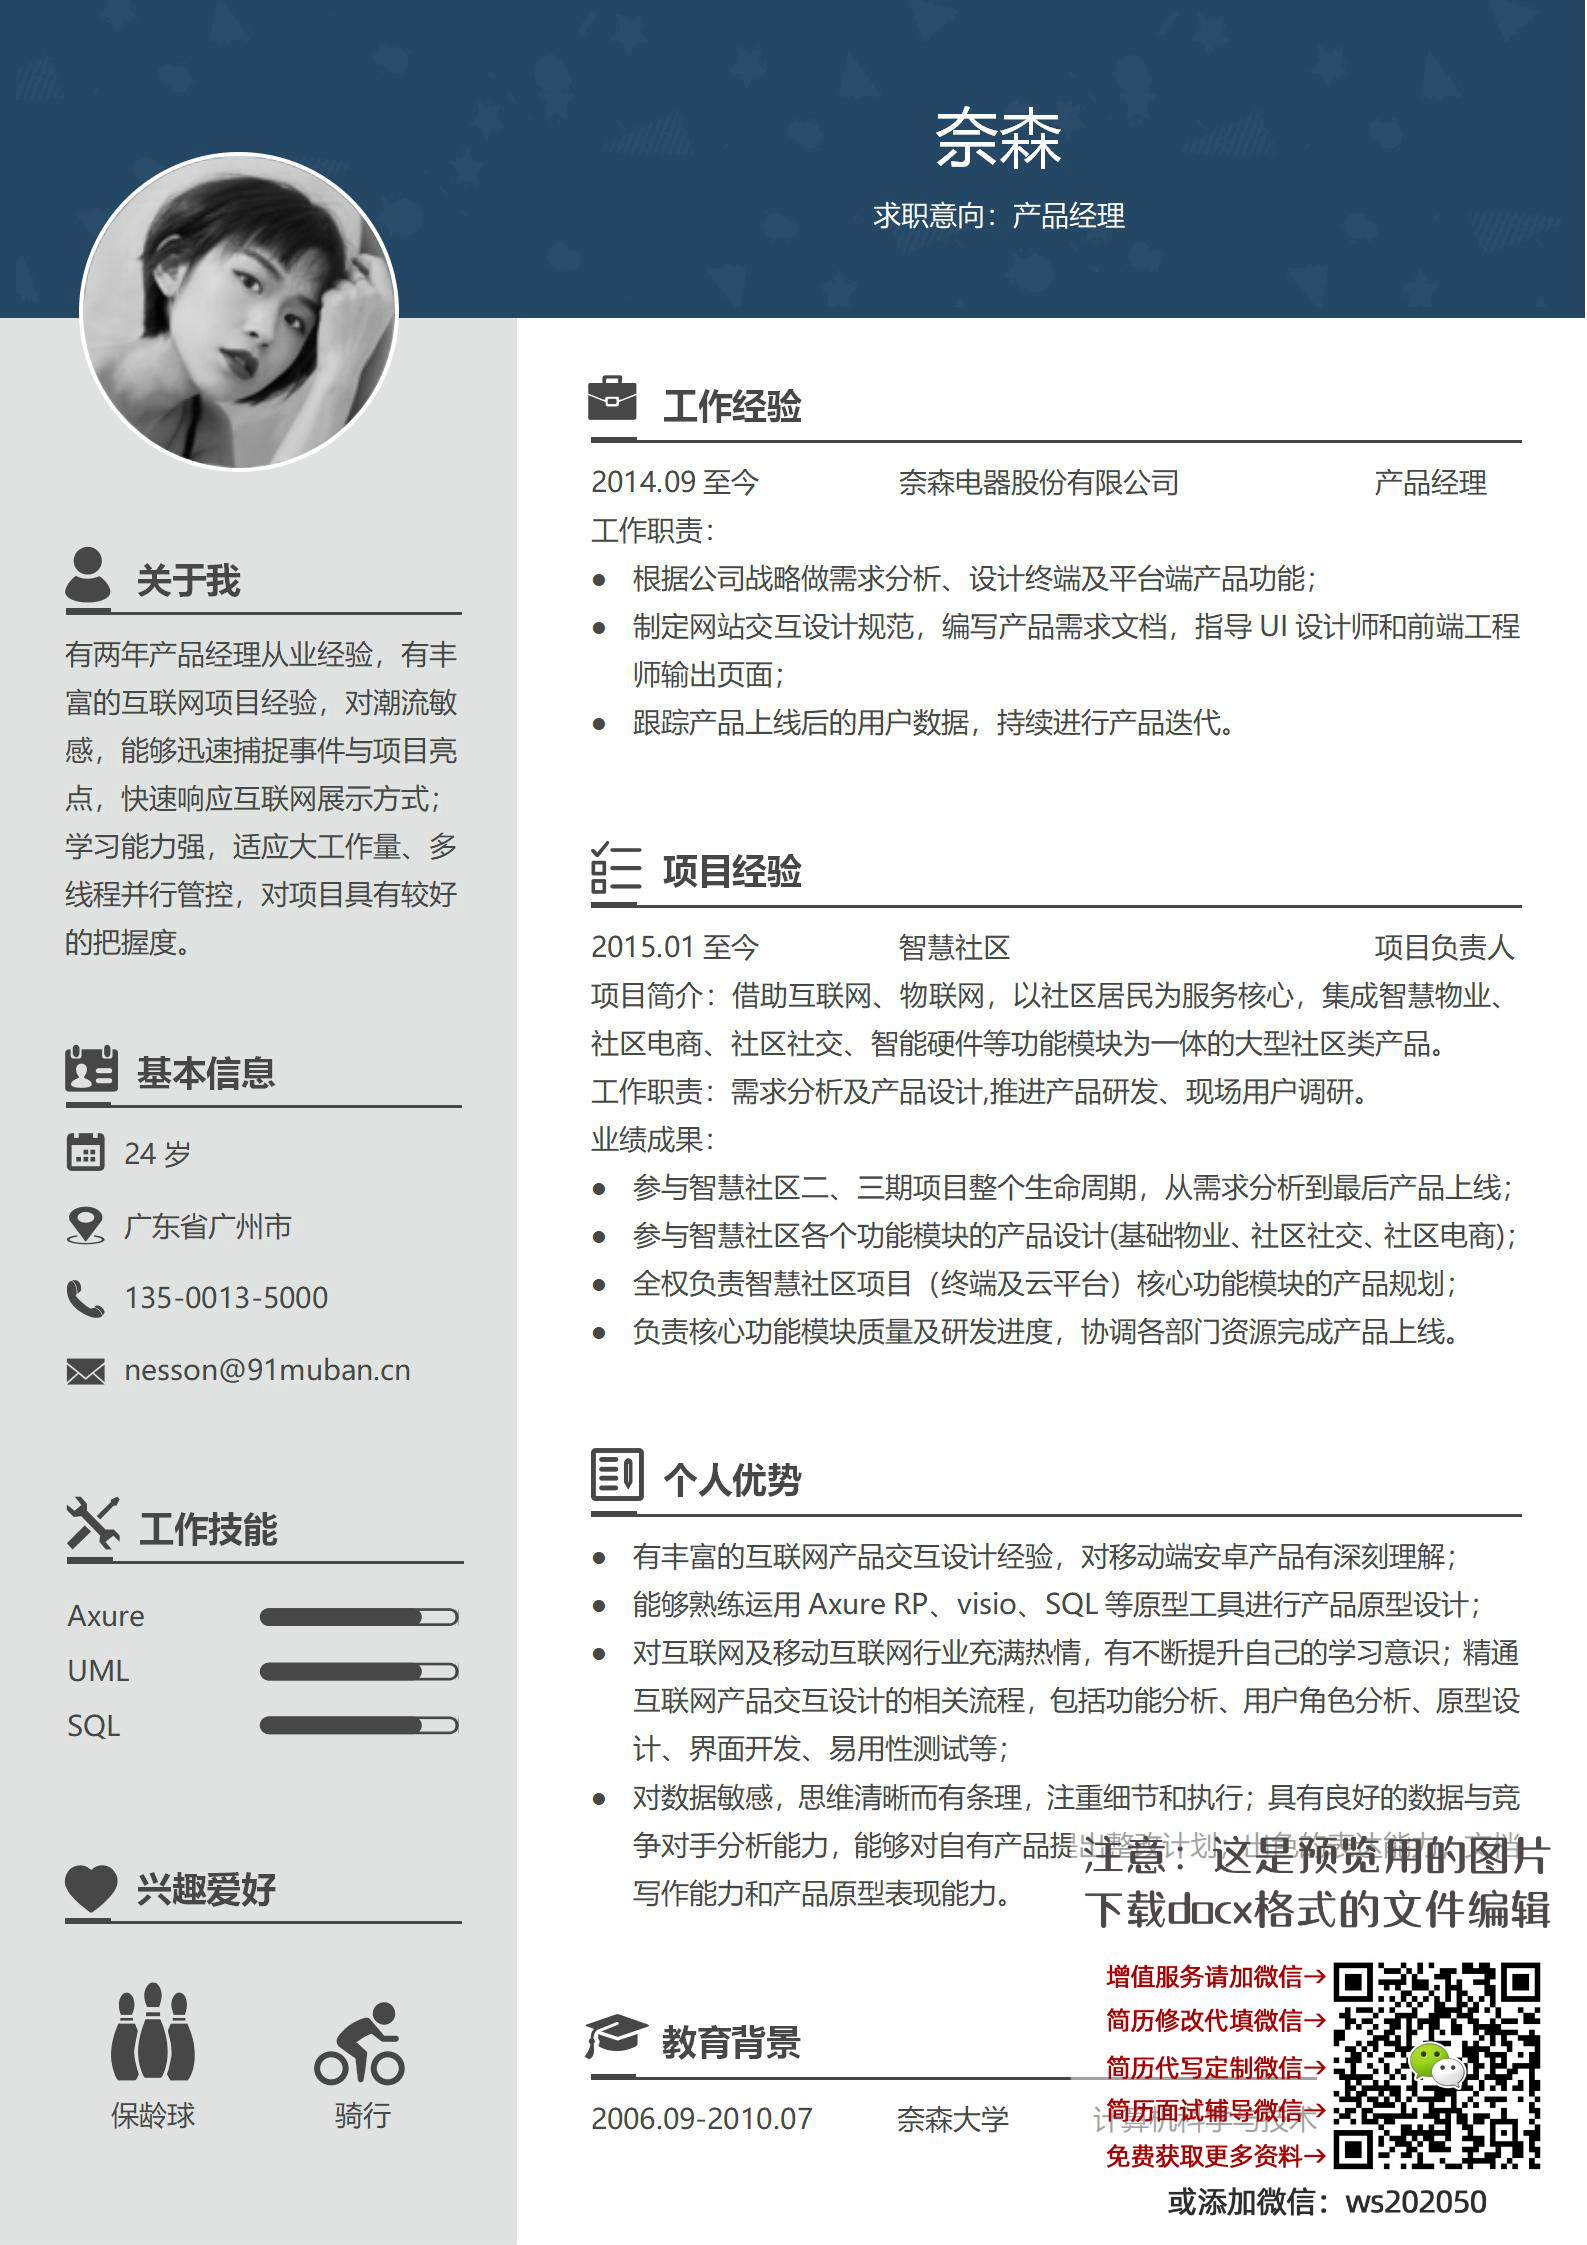 奈森
求职意向：产品经理
关于我
有两年产品经理从业经验，有丰
富的互联网项目经验，对潮流敏
感，能够迅速捕捉事件与项目亮
点，快速响应互联网展示方式；
学习能力强，适应大工作量、多
线程并行管控，对项目具有较好
的把握度。
基本信息
24 岁
广东省广州市
135-0013-5000
nesson@91muban.cn
工作技能
Axure
UML
SQL
兴趣爱好
保龄球 骑行
工作经验
2014.09 至今 奈森电器股份有限公司 产品经理
工作职责：
● 根据公司战略做需求分析、设计终端及平台端产品功能；
● 制定网站交互设计规范，编写产品需求文档，指导 UI 设计师和前端工程
师输出页面；
● 跟踪产品上线后的用户数据，持续进行产品迭代。
项目经验
2015.01 至今 智慧社区 项目负责人
项目简介：借助互联网、物联网，以社区居民为服务核心，集成智慧物业、
社区电商、社区社交、智能硬件等功能模块为一体的大型社区类产品。
工作职责：需求分析及产品设计,推进产品研发、现场用户调研。
业绩成果：
● 参与智慧社区二、三期项目整个生命周期，从需求分析到最后产品上线；
● 参与智慧社区各个功能模块的产品设计(基础物业、社区社交、社区电商)；
● 全权负责智慧社区项目（终端及云平台）核心功能模块的产品规划；
● 负责核心功能模块质量及研发进度，协调各部门资源完成产品上线。
个人优势
● 有丰富的互联网产品交互设计经验，对移动端安卓产品有深刻理解；
● 能够熟练运用 Axure RP、visio、SQL 等原型工具进行产品原型设计；
● 对互联网及移动互联网行业充满热情，有不断提升自己的学习意识；精通
互联网产品交互设计的相关流程，包括功能分析、用户角色分析、原型设
计、界面开发、易用性测试等；
● 对数据敏感，思维清晰而有条理，注重细节和执行；具有良好的数据与竞
争对手分析能力，能够对自有产品提出整改计划；出色的表达能力，文档
写作能力和产品原型表现能力。
注意：这是预览用的图片
下载docx格式的文件编辑
教育背景
2006.09-2010.07 奈森大学 计算机科学与技术
增值服务请加微信→
简历修改代填微信→
简历代写定制微信→
简历面试辅导微信→
免费获取更多资料→
或添加微信：ws202050